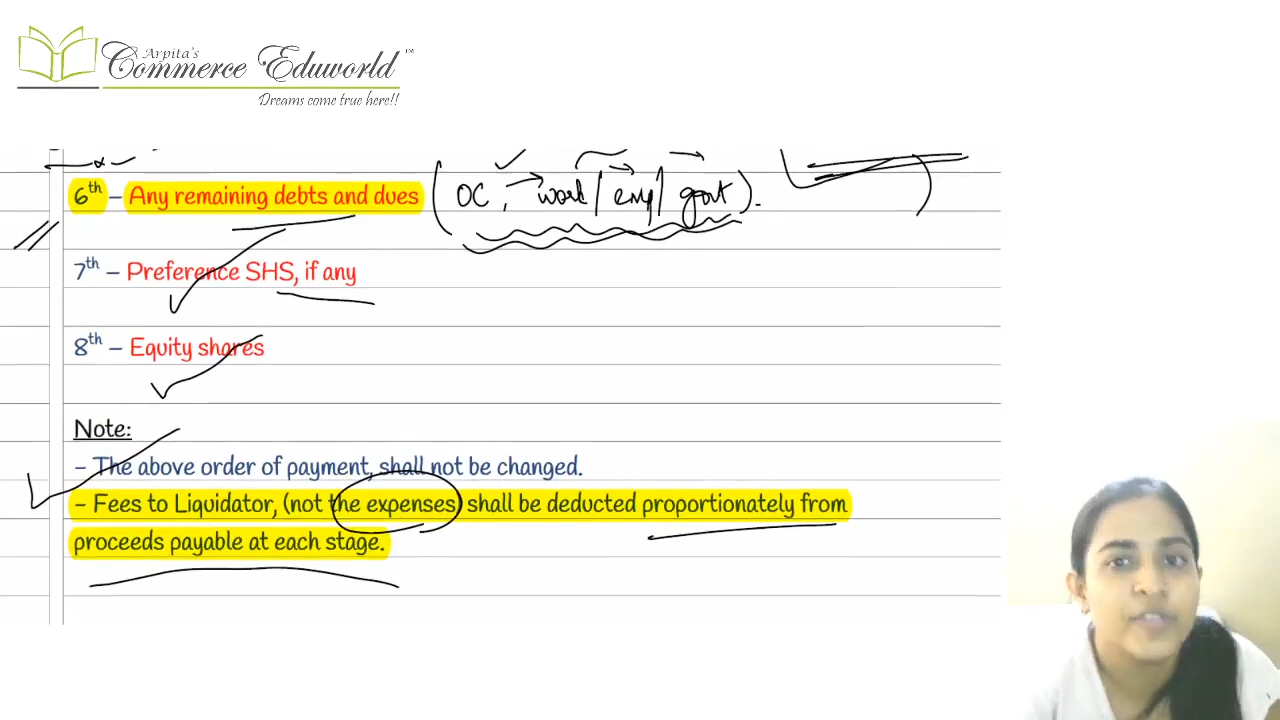 Arpita's
Commerce Eduworld™
Dreams come true here!!
6th – Any remaining debts and dues (OC, work / emp / govt).
7th – Preference SHS, if any
8th – Equity shares
Note:
– The above order of payment, shall not be changed.
– Fees to Liquidator, (not the expenses) shall be deducted proportionately from
proceeds payable at each stage.